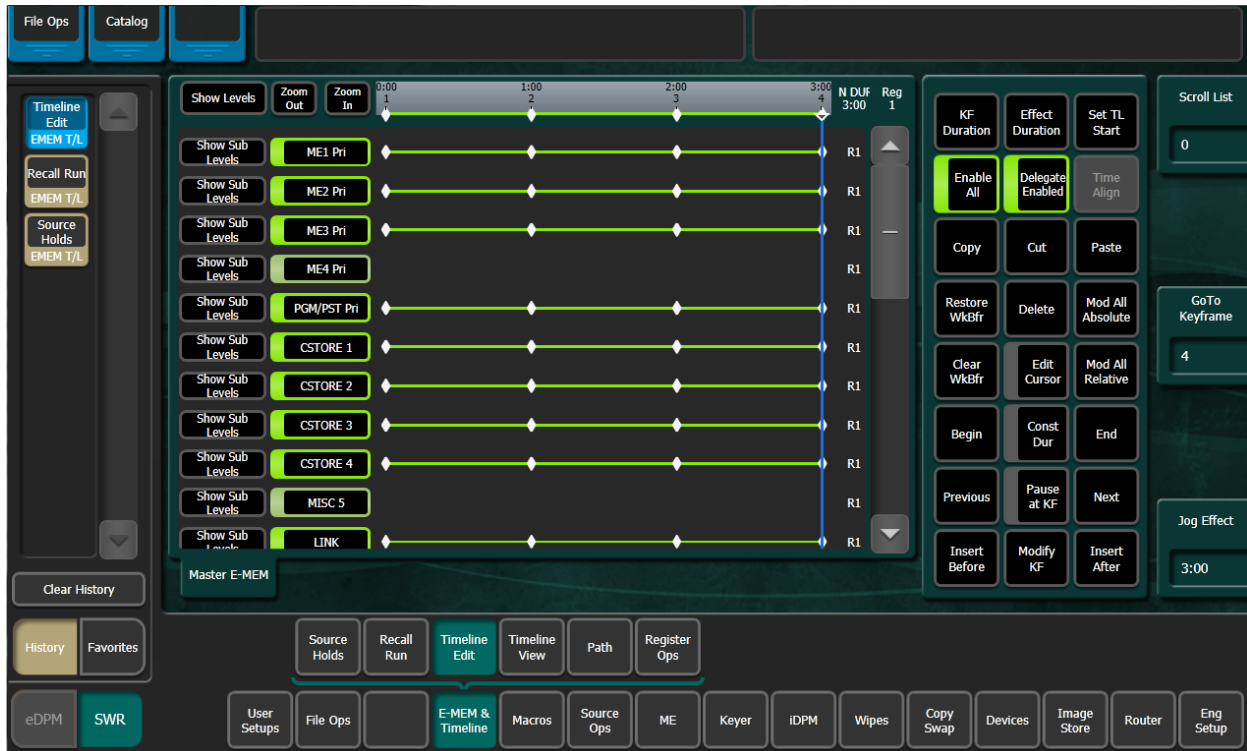 File Ops
Catalog
Timeline
Edit
EMEM T/L
Recall Run
EMEM T/L
Source
Holds
EMEM T/L
Clear History
History
Favorites
eDPM
SWR
Show Levels
Zoom
Out
Zoom
In
0:00
1
1:00
2
2:00
3
3:00
4
N DUR
3:00
Reg
1
Show Sub
Levels
ME1 Pri
R1
Show Sub
Levels
ME2 Pri
R1
Show Sub
Levels
ME3 Pri
R1
Show Sub
Levels
ME4 Pri
R1
Show Sub
Levels
PGM/PST Pri
R1
Show Sub
Levels
CSTORE 1
R1
Show Sub
Levels
CSTORE 2
R1
Show Sub
Levels
CSTORE 3
R1
Show Sub
Levels
CSTORE 4
R1
Show Sub
Levels
MISC 5
R1
Show Sub
Levels
LINK
R1
Master E-MEM
KF
Duration
Effect
Duration
Set TL
Start
Enable
All
Delegate
Enabled
Time
Align
Copy
Cut
Paste
Restore
WkBfr
Delete
Mod All
Absolute
Clear
WkBfr
Edit
Cursor
Mod All
Relative
Begin
Const
Dur
End
Previous
Pause
at KF
Next
Insert
Before
Modify
KF
Insert
After
Scroll List
0
GoTo
Keyframe
4
Jog Effect
3:00
Source
Holds
Recall
Run
Timeline
Edit
Timeline
View
Path
Register
Ops
User
Setups
File Ops
E-MEM &
Timeline
Macros
Source
Ops
ME
Keyer
iDPM
Wipes
Copy
Swap
Devices
Image
Store
Router
Eng
Setup